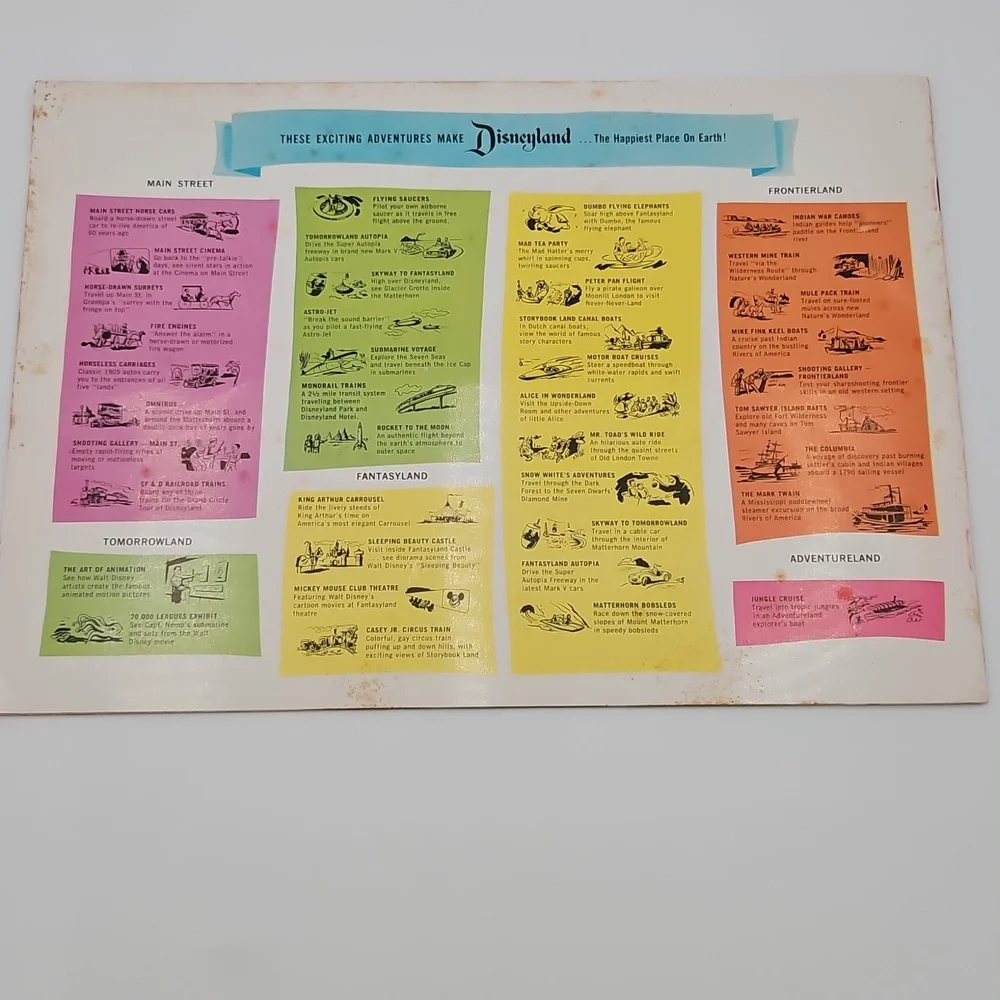 THESE EXCITING ADVENTURES MAKE Disneyland ...The Happiest Place On Earth!
MAIN STREET
MAIN STREET HORSE CARS
Board a horse-drawn street
car to re-live America of
60 years ago
MAIN STREET CINEMA
Go back to the "pre-talkie"
days, see silent stars in action
at the Cinema on Main Street
HORSE-DRAWN SURREYS
Travel up Main St. in
Grandpa's "surrey with the
fringe on top"
FIRE ENGINES
"Answer the alarm" in a
horse-drawn or motorized
fire wagon
HORSELESS CARRIAGES
Classic 1905 autos carry
you to the entrances of all
five "lands"
OMNIBUS
A scenic drive up Main St. and
around the Matterhorn aboard a
double deck bus of years gone by
SHOOTING GALLERY — MAIN ST.
Empty rapid-firing rifles at
moving or motionless
targets
SF & D RAILROAD TRAINS
Board any of three
trains for the Grand Circle
Tour of Disneyland
TOMORROWLAND
THE ART OF ANIMATION
See how Walt Disney
artists create the famous
animated motion pictures
20,000 LEAGUES EXHIBIT
See Capt. Nemo's submarine
and sets from the Walt
Disney movie
FLYING SAUCERS
Pilot your own airborne
saucer as it travels in free
flight above the ground.
TOMORROWLAND AUTOPIA
Drive the Super Autopia
freeway in brand new Mark V
Autopia cars
SKYWAY TO FANTASYLAND
High over Disneyland,
see Glacier Grotto inside
the Matterhorn
ASTRO-JET
"Break the sound barrier"
as you pilot a fast-flying
Astro-Jet
SUBMARINE VOYAGE
Explore the Seven Seas
and travel beneath the Ice Cap
in submarines
MONORAIL TRAINS
A 2½ mile transit system
traveling between
Disneyland Park and
Disneyland Hotel.
ROCKET TO THE MOON
An authentic flight beyond
the earth's atmosphere to
outer space
FANTASYLAND
KING ARTHUR CARROUSEL
Ride the lively steeds of
King Arthur's time on
America's most elegant Carrousel
SLEEPING BEAUTY CASTLE
Visit inside Fantasyland Castle
... see diorama scenes from
Walt Disney's "Sleeping Beauty"
MICKEY MOUSE CLUB THEATRE
Featuring Walt Disney's
cartoon movies at Fantasyland
theatre
CASEY JR. CIRCUS TRAIN
Colorful, gay circus train
puffing up and down hills, with
exciting views of Storybook Land
DUMBO FLYING ELEPHANTS
Soar high above Fantasyland
with Dumbo, the famous
flying elephant
MAD TEA PARTY
The Mad Hatter's merry
whirl in spinning cups,
twirling saucers
PETER PAN FLIGHT
Fly a pirate galleon over
Moonlit London to visit
Never-Never-Land
STORYBOOK LAND CANAL BOATS
In Dutch canal boats,
view the world of famous
story characters
MOTOR BOAT CRUISES
Steer a speedboat through
white-water rapids and swift
currents
ALICE IN WONDERLAND
Visit the Upside-Down
Room and other adventures
of little Alice
MR. TOAD'S WILD RIDE
An hilarious auto ride
through the quaint streets
of Old London Towne
SNOW WHITE'S ADVENTURES
Travel through the Dark
Forest to the Seven Dwarfs'
Diamond Mine
SKYWAY TO TOMORROWLAND
Travel in a cable car
through the interior of
Matterhorn Mountain
FANTASYLAND AUTOPIA
Drive the Super
Autopia Freeway in the
latest Mark V cars
MATTERHORN BOBSLEDS
Race down the snow-covered
slopes of Mount Matterhorn
in speedy bobsleds
FRONTIERLAND
INDIAN WAR CANOES
Indian guides help "pioneers"
paddle on the Frontierland
river
WESTERN MINE TRAIN
Travel "via the
Wilderness Route" through
Nature's Wonderland
MULE PACK TRAIN
Travel on sure-footed
mules across new
Nature's Wonderland
MIKE FINK KEEL BOATS
A cruise past Indian
country on the bustling
Rivers of America
SHOOTING GALLERY—
FRONTIERLAND
Test your sharpshooting frontier
skills in an old western setting
TOM SAWYER ISLAND RAFTS
Explore old Fort Wilderness
and many caves on Tom
Sawyer Island
THE COLUMBIA
A voyage of discovery past burning
settler's cabin and Indian villages
aboard a 1790 sailing vessel
THE MARK TWAIN
A Mississippi paddlewheel
steamer excursion on the broad
Rivers of America
ADVENTURELAND
JUNGLE CRUISE
Travel into tropic jungles
in an Adventureland
explorer's boat